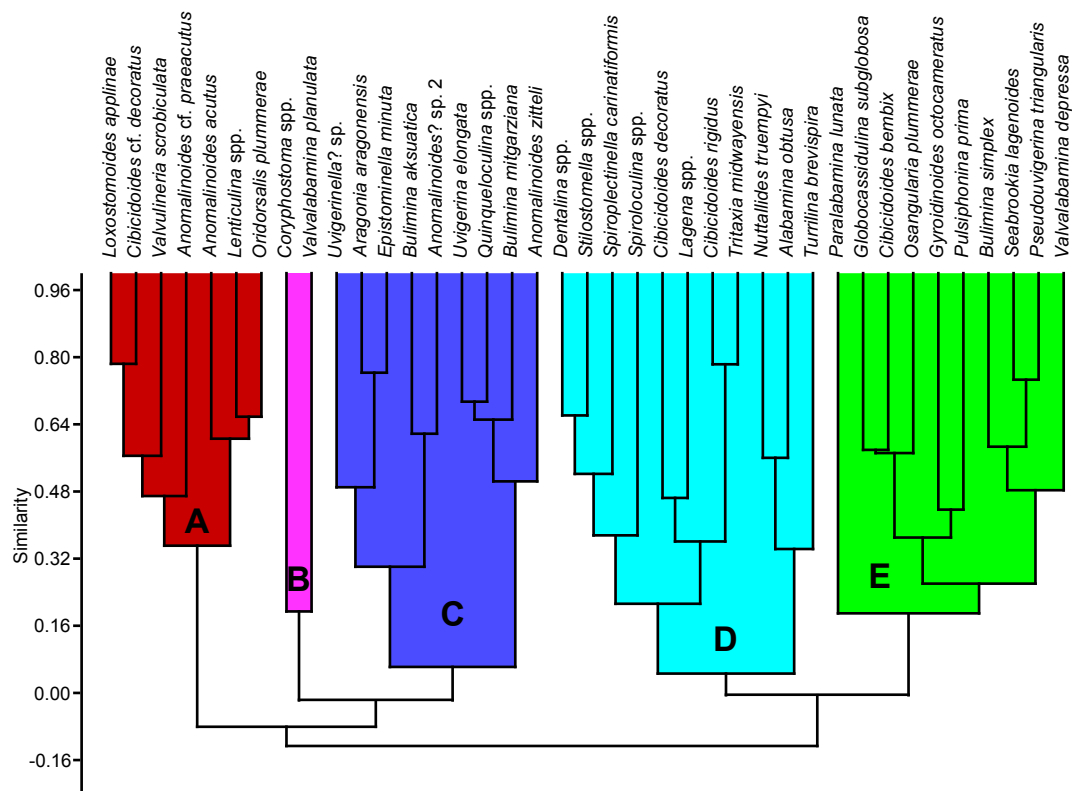 Loxostomoides applinae
Cibicidoides cf. decoratus
Valvulineria scrobiculata
Anomalinoides cf. praeacutus
Anomalinoides acutus
Lenticulina spp.
Oridorsalis plummerae
Coryphostoma spp.
Valvalabamina planulata
Uvigerinella? sp.
Aragonia aragonensis
Epistominella minuta
Bulimina aksuatica
Anomalinoides? sp. 2
Uvigerina elongata
Quinqueloculina spp.
Bulimina mitgarziana
Anomalinoides zitteli
Dentalina spp.
Stilostomella spp.
Spiroplectinella carinatiformis
Spiroloculina spp.
Cibicidoides decoratus
Lagena spp.
Cibicidoides rigidus
Tritaxia midwayensis
Nuttallides truempyi
Alabamina obtusa
Turrilina brevispira
Paralabamina lunata
Globocassidulina subglobosa
Cibicidoides bembix
Osangularia plummerae
Gyroidinoides octocameratus
Pulsiphonina prima
Bulimina simplex
Seabrookia lagenoides
Pseudouvigerina triangularis
Valvalabamina depressa
Similarity
0.96
0.80
0.64
0.48
0.32
0.16
0.00
-0.16
A
B
C
D
E